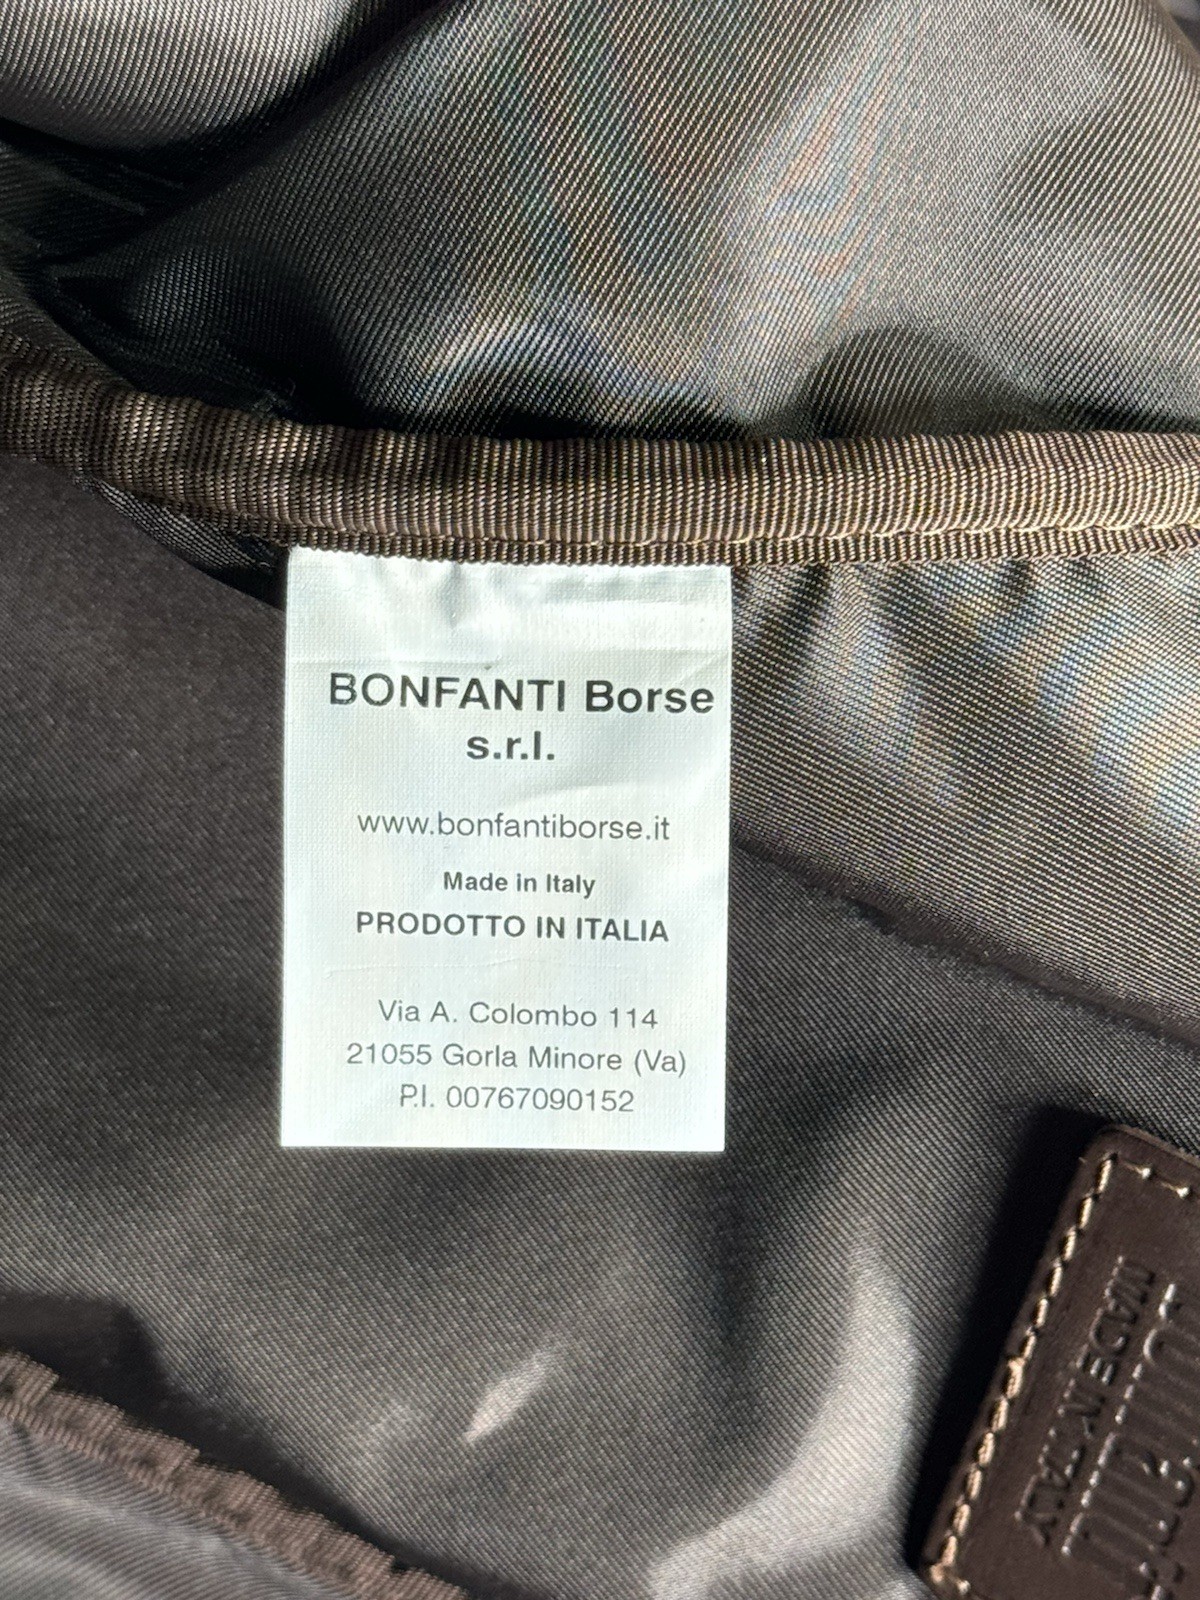 BONFANTI Borse
s.r.l.
www.bonfantiborse.it
Made in Italy
PRODOTTO IN ITALIA
Via A. Colombo 114
21055 Gorla Minore (Va)
P.I. 00767090152
MADE IN ITALY